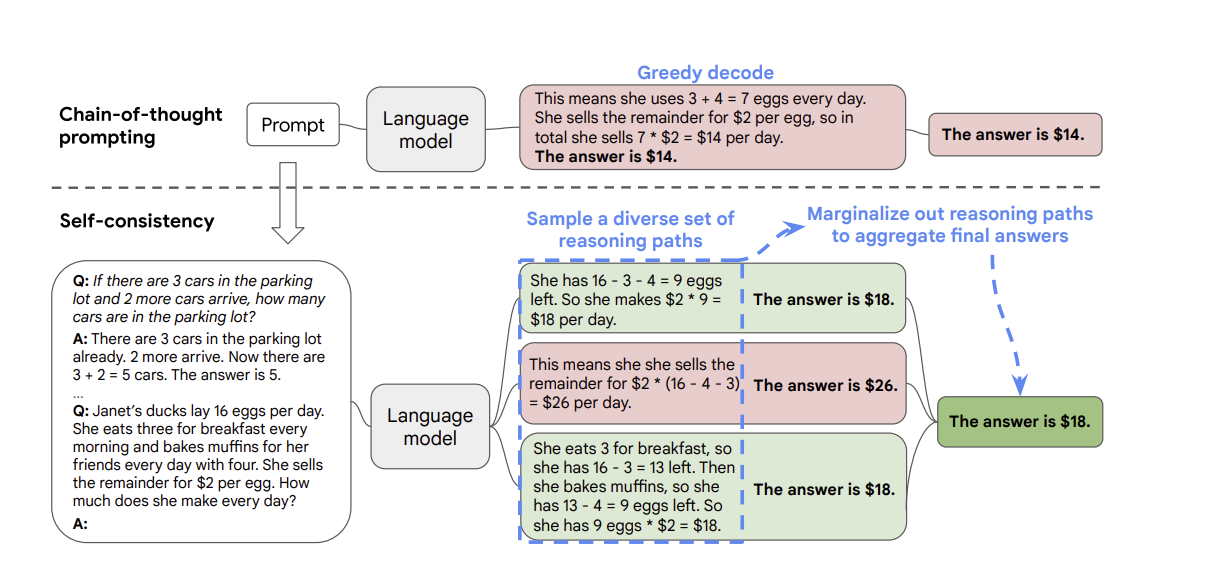 Greedy decode
Chain-of-thought
prompting
Prompt
Language
model
This means she uses 3 + 4 = 7 eggs every day.
She sells the remainder for $2 per egg, so in
total she sells 7 * $2 = $14 per day.
The answer is $14.
The answer is $14.
Self-consistency
Sample a diverse set of
reasoning paths
Marginalize out reasoning paths
to aggregate final answers
Q: If there are 3 cars in the parking
lot and 2 more cars arrive, how many
cars are in the parking lot?
A: There are 3 cars in the parking lot
already. 2 more arrive. Now there are
3 + 2 = 5 cars. The answer is 5.
...
Q: Janet’s ducks lay 16 eggs per day.
She eats three for breakfast every
morning and bakes muffins for her
friends every day with four. She sells
the remainder for $2 per egg. How
much does she make every day?
A:
Language
model
She has 16 - 3 - 4 = 9 eggs
left. So she makes $2 * 9 =
$18 per day.
The answer is $18.
This means she she sells the
remainder for $2 * (16 - 4 - 3)
= $26 per day.
The answer is $26.
She eats 3 for breakfast, so
she has 16 - 3 = 13 left. Then
she bakes muffins, so she
has 13 - 4 = 9 eggs left. So
she has 9 eggs * $2 = $18.
The answer is $18.
The answer is $18.